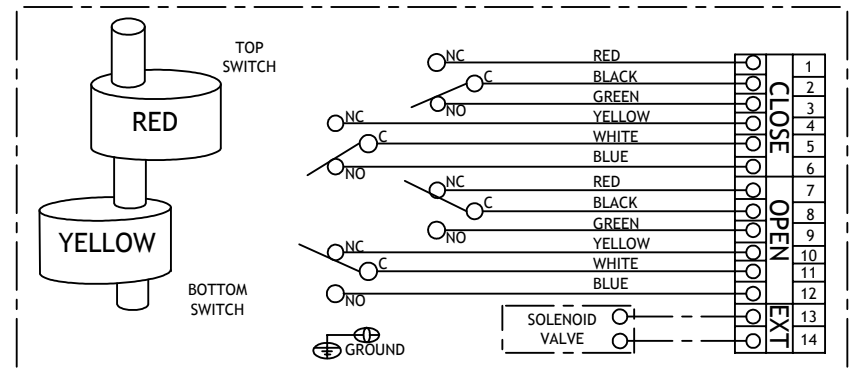 TOP
SWITCH
RED
YELLOW
BOTTOM
SWITCH
NC RED 1
C BLACK 2
NO GREEN 3
NC YELLOW 4
C WHITE 5
NO BLUE 6
CLOSE
NC RED 7
C BLACK 8
NO GREEN 9
NC YELLOW 10
C WHITE 11
NO BLUE 12
OPEN
SOLENOID
VALVE
13
14
EXT
GROUND